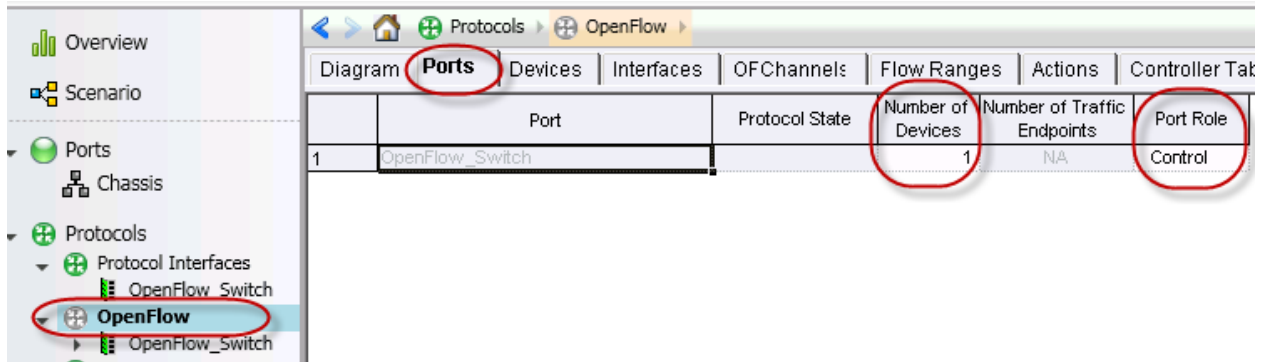 Overview
Scenario
Ports
Chassis
Protocols
Protocol Interfaces
OpenFlow_Switch
OpenFlow
OpenFlow_Switch
Protocols OpenFlow
Diagram Ports Devices Interfaces OFChannels Flow Ranges Actions Controller Tab
Port Protocol State Number of Devices Number of Traffic Endpoints Port Role
1 OpenFlow_Switch 1 NA Control